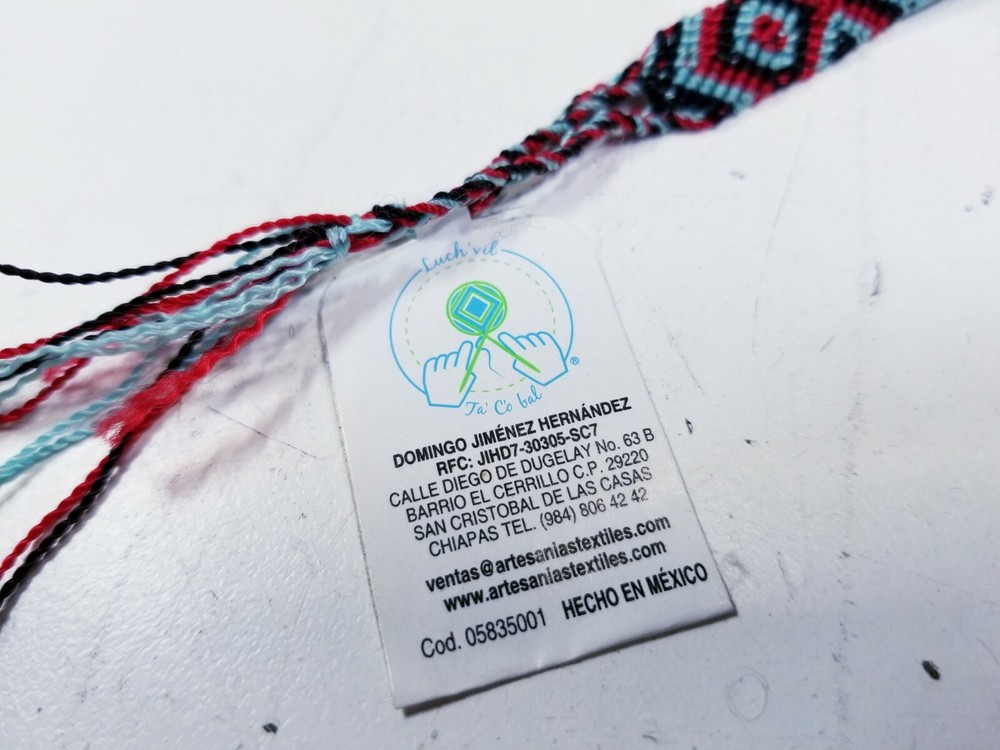 Luch'vil
®
Ta' C'o bal
DOMINGO JIMÉNEZ HERNÁNDEZ
RFC: JIHD7-30305-SC7
CALLE DIEGO DE DUGELAY No. 63 B
BARRIO EL CERRILLO C.P. 29220
SAN CRISTOBAL DE LAS CASAS
CHIAPAS TEL. (984) 806 42 42
ventas@artesaniastextiles.com
www.artesaniastextiles.com
Cod. 05835001 HECHO EN MÉXICO